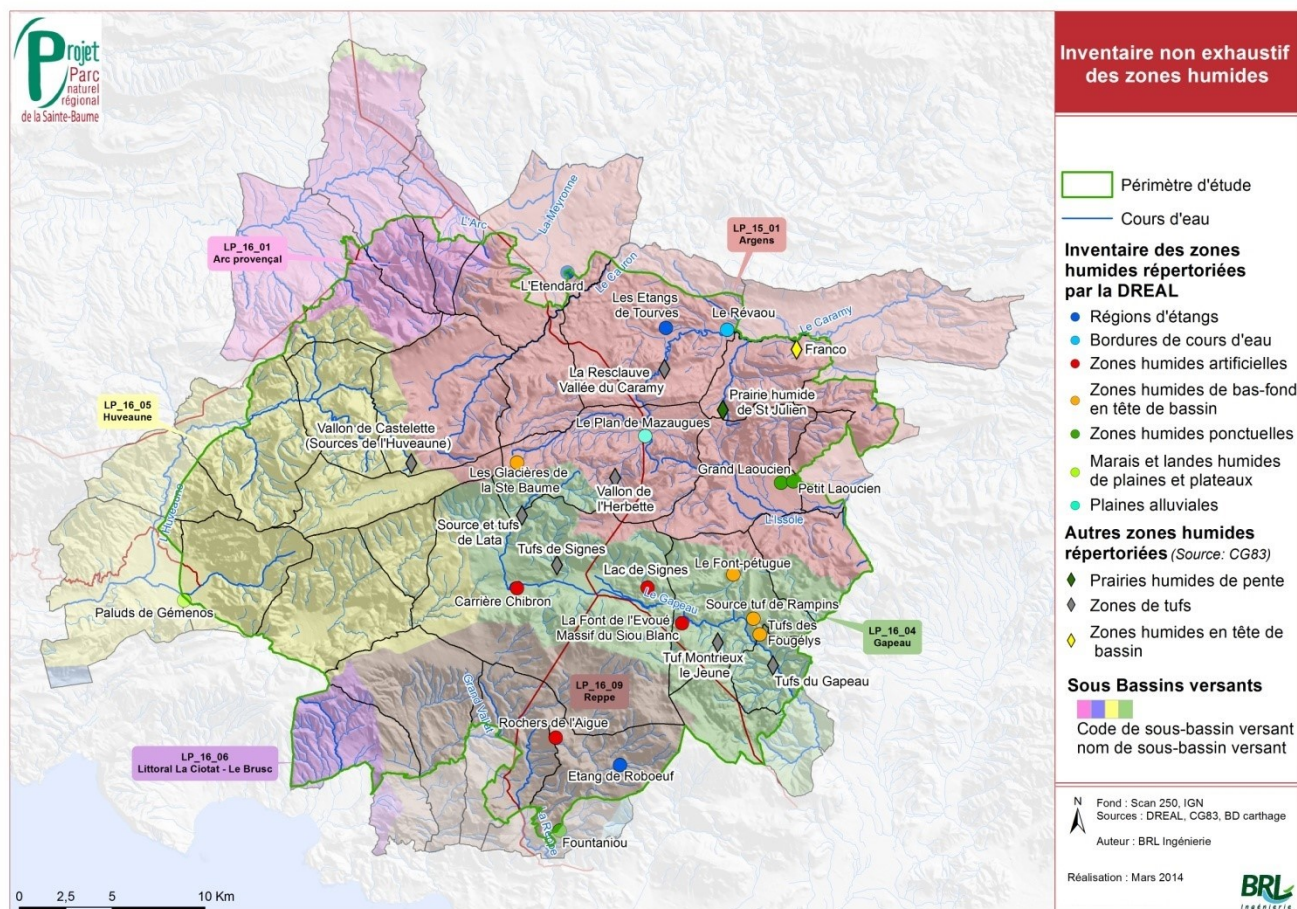 Projet
Parc
naturel
régional
de la Sainte-Baume
Inventaire non exhaustif
des zones humides
Périmètre d'étude
Cours d'eau
Inventaire des zones
humides répertoriées
par la DREAL
Régions d'étangs
Bordures de cours d'eau
Zones humides artificielles
Zones humides de bas-fond
en tête de bassin
Zones humides ponctuelles
Marais et landes humides
de plaines et plateaux
Plaines alluviales
Autres zones humides
répertoriées (Source: CG83)
Prairies humides de pente
Zones de tufs
Zones humides en tête de
bassin
Sous Bassins versants
Code de sous-bassin versant
nom de sous-bassin versant
N
Fond : Scan 250, IGN
Sources : DREAL, CG83, BD carthage
Auteur : BRL Ingénierie
Réalisation : Mars 2014
BRL
Ingénierie
LP_16_01
Arc provençal
L'Arc
La Meyronne
LP_15_01
Argens
L'Etendard
Le Cauron
Les Etangs
de Tourves
Le Révaou
Le Caramy
Franco
La Resclauve
Vallée du Caramy
Prairie humide
de St Julien
LP_16_05
Huveaune
Vallon de Castelette
(Sources de l'Huveaune)
Le Plan de Mazaugues
Les Glacières de
la Ste Baume
Vallon de
l'Herbette
Grand Laoucien
Petit Laoucien
L'Issole
L'Huveaune
Source et tufs
de Lata
Tufs de Signes
Le Font-pétugue
Carrière Chibron
Lac de Signes
Le Gapeau
Source tuf de Rampins
Paluds de Gémenos
La Font de l'Evoué
Massif du Siou Blanc
Tufs des
Fougélys
LP_16_04
Gapeau
Tuf Montrieux
le Jeune
Tufs du Gapeau
LP_16_09
Reppe
Grand Vallat
Rochers de l'Aigue
LP_16_06
Littoral La Ciotat - Le Brusc
Etang de Roboeuf
La Reppe
Fountaniou
0 2,5 5 10 Km